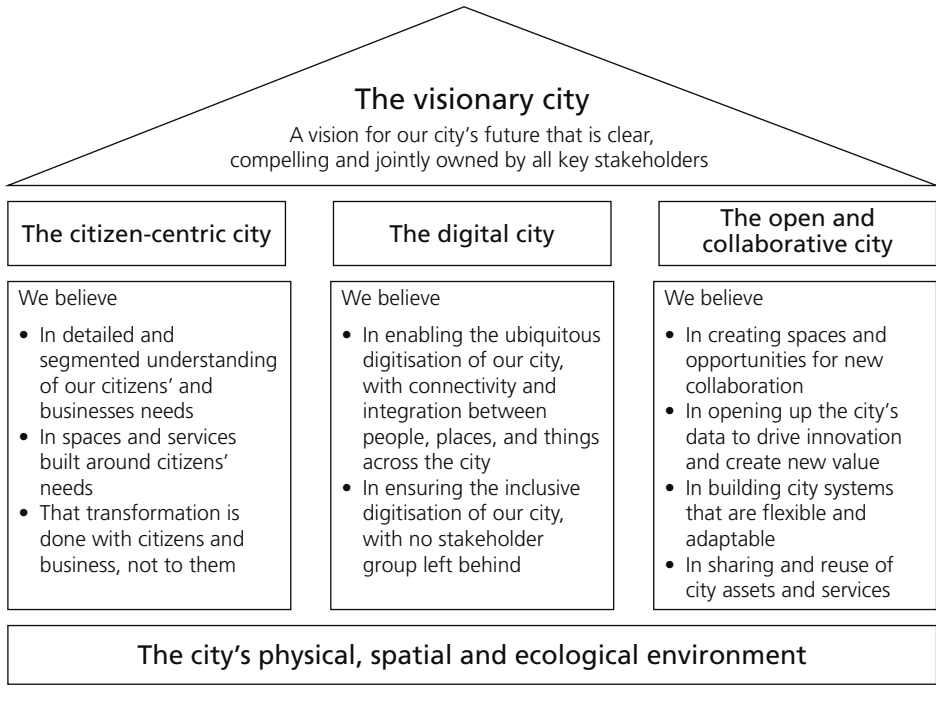 The visionary city
A vision for our city's future that is clear,
compelling and jointly owned by all key stakeholders
The citizen-centric city
The digital city
The open and
collaborative city
We believe
• In detailed and
segmented understanding
of our citizens' and
businesses needs
• In spaces and services
built around citizens'
needs
• That transformation is
done with citizens and
business, not to them
We believe
• In enabling the ubiquitous
digitisation of our city,
with connectivity and
integration between
people, places, and things
across the city
• In ensuring the inclusive
digitisation of our city,
with no stakeholder
group left behind
We believe
• In creating spaces and
opportunities for new
collaboration
• In opening up the city's
data to drive innovation
and create new value
• In building city systems
that are flexible and
adaptable
• In sharing and reuse of
city assets and services
The city's physical, spatial and ecological environment